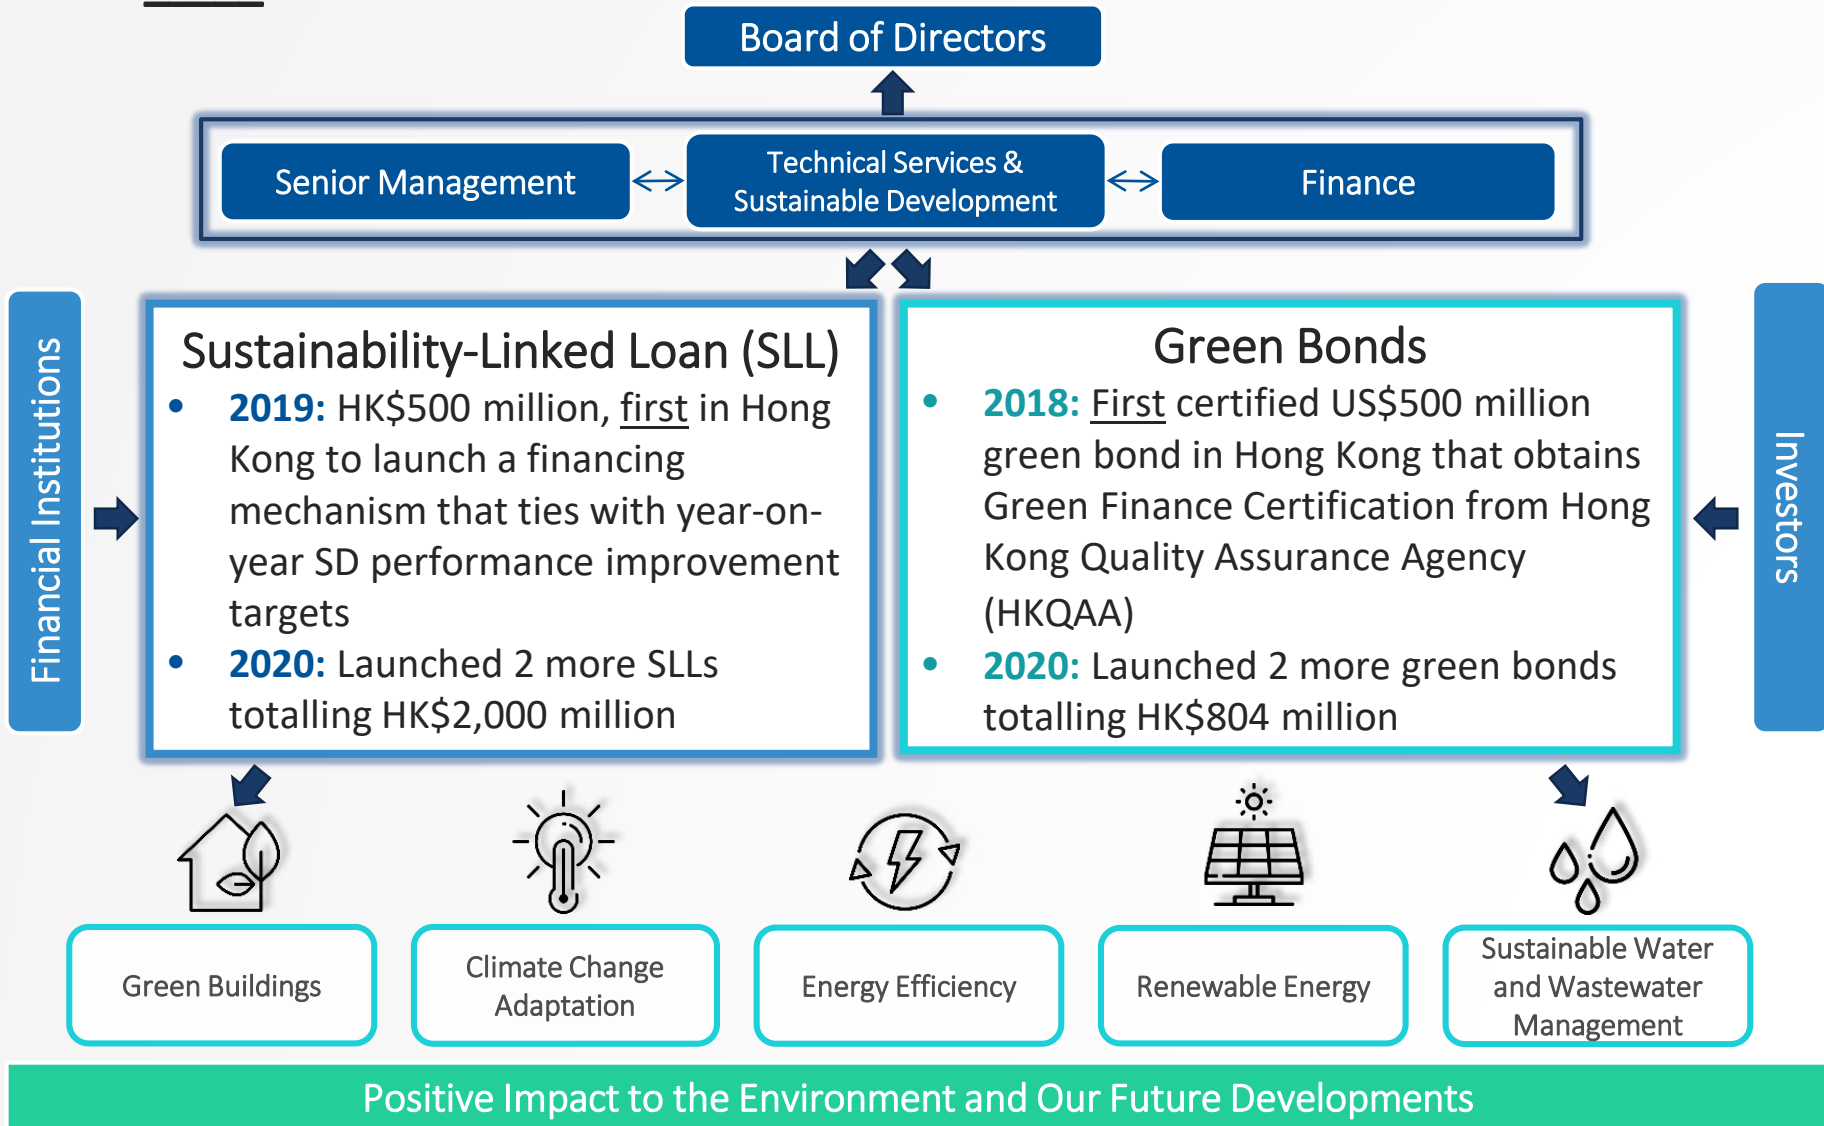 Board of Directors
Senior Management
Technical Services &
Sustainable Development
Finance
Financial Institutions
Sustainability-Linked Loan (SLL)
• 2019: HK$500 million, first in Hong
Kong to launch a financing
mechanism that ties with year-on-
year SD performance improvement
targets
• 2020: Launched 2 more SLLs
totalling HK$2,000 million
Green Bonds
• 2018: First certified US$500 million
green bond in Hong Kong that obtains
Green Finance Certification from Hong
Kong Quality Assurance Agency
(HKQAA)
• 2020: Launched 2 more green bonds
totalling HK$804 million
Investors
Green Buildings
Climate Change
Adaptation
Energy Efficiency
Renewable Energy
Sustainable Water
and Wastewater
Management
Positive Impact to the Environment and Our Future Developments